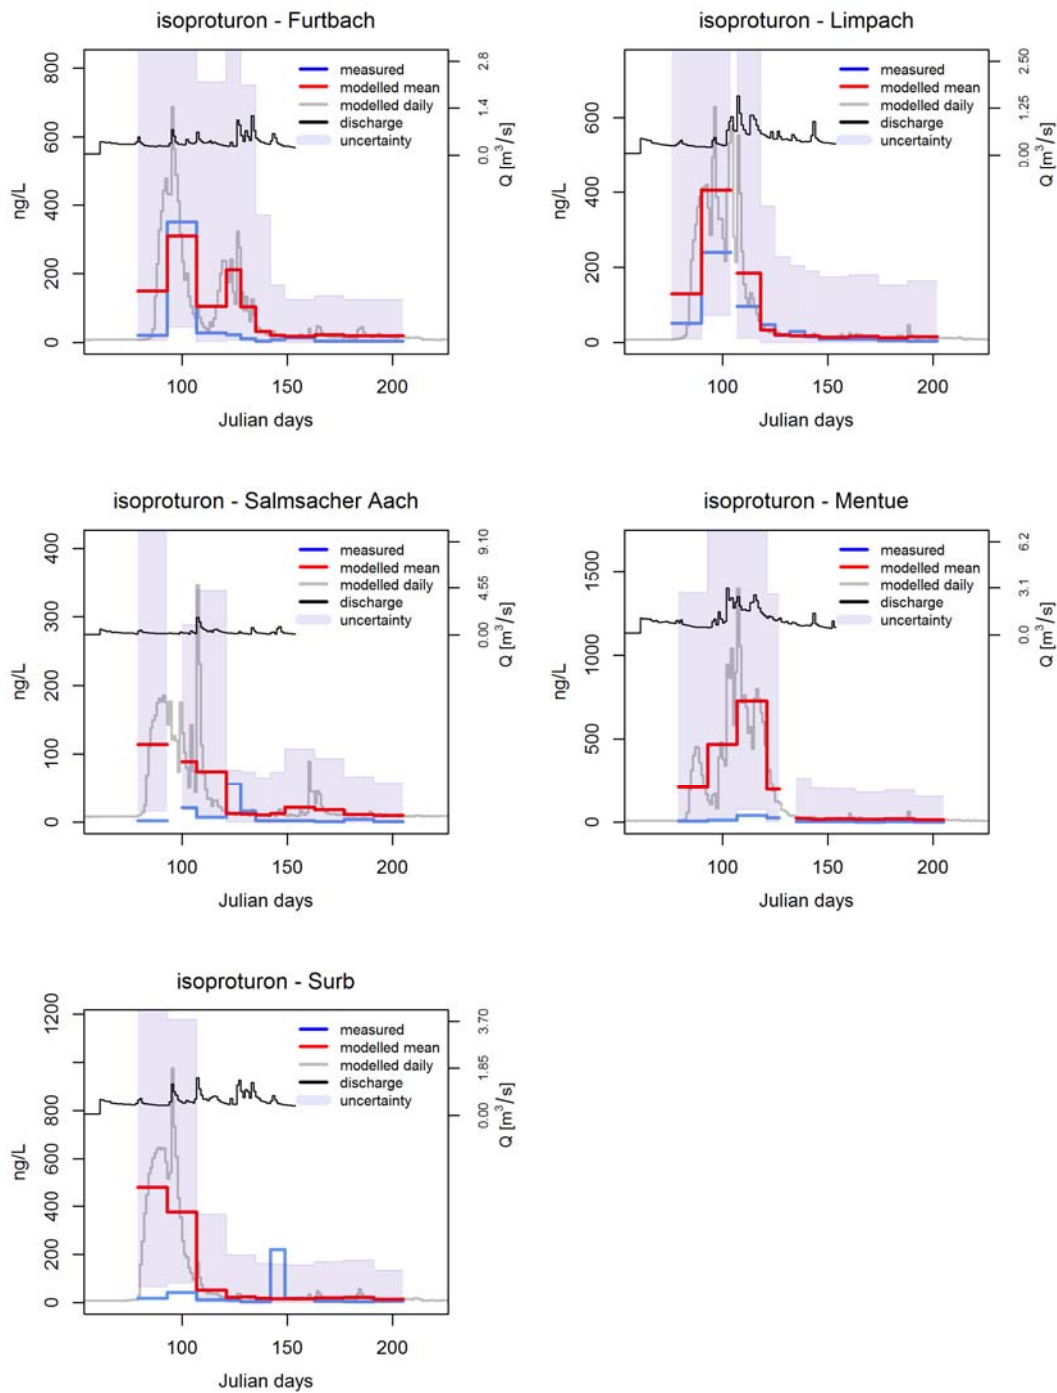 isoproturon - Furtbach
800
600
400
200
0
ng/L
measured
modelled mean
modelled daily
discharge
uncertainty
2.8
1.4
0.0
Q [m³/s]
100 150 200
Julian days
isoproturon - Limpach
600
400
200
0
ng/L
measured
modelled mean
modelled daily
discharge
uncertainty
2.50
1.25
0.00
Q [m³/s]
100 150 200
Julian days
isoproturon - Salmsacher Aach
400
300
200
100
0
ng/L
measured
modelled mean
modelled daily
discharge
uncertainty
9.10
4.55
0.00
Q [m³/s]
100 150 200
Julian days
isoproturon - Mentue
1500
1000
500
0
ng/L
measured
modelled mean
modelled daily
discharge
uncertainty
6.2
3.1
0.0
Q [m³/s]
100 150 200
Julian days
isoproturon - Surb
1200
800
600
400
200
0
ng/L
measured
modelled mean
modelled daily
discharge
uncertainty
3.70
1.85
0.00
Q [m³/s]
100 150 200
Julian days